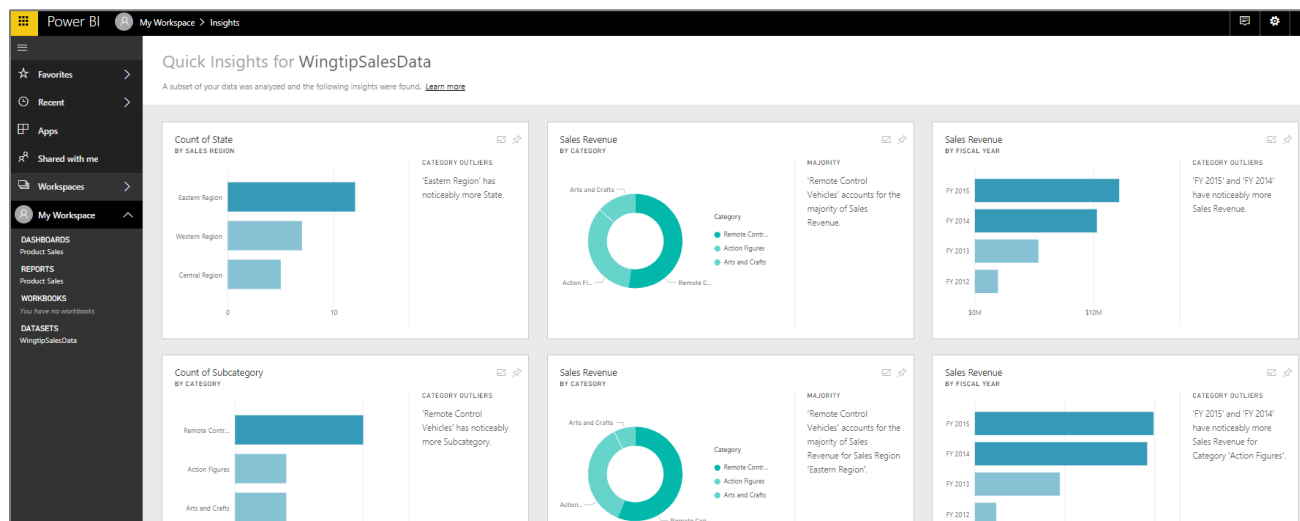 Power BI
My Workspace > Insights
Favorites
Recent
Apps
Shared with me
Workspaces
My Workspace
DASHBOARDS
Product Sales
REPORTS
Product Sales
WORKBOOKS
You have no workbooks
DATASETS
WingtipSalesData
Quick Insights for WingtipSalesData
A subset of your data was analyzed and the following insights were found. Learn more
Count of State
BY SALES REGION
Eastern Region
Western Region
Central Region
0 10
CATEGORY OUTLIERS
'Eastern Region' has
noticeably more State.
Sales Revenue
BY CATEGORY
Arts and Crafts
Action Fi...
Remote C...
Category
Remote Contr...
Action Figures
Arts and Crafts
MAJORITY
'Remote Control
Vehicles' accounts for the
majority of Sales
Revenue.
Sales Revenue
BY FISCAL YEAR
FY 2015
FY 2014
FY 2013
FY 2012
$0M $10M
CATEGORY OUTLIERS
'FY 2015' and 'FY 2014'
have noticeably more
Sales Revenue.
Count of Subcategory
BY CATEGORY
Remote Contr...
Action Figures
Arts and Crafts
CATEGORY OUTLIERS
'Remote Control
Vehicles' has noticeably
more Subcategory.
Sales Revenue
BY CATEGORY
Arts and Crafts
Action...
Remote Con...
Category
Remote Contr...
Action Figures
Arts and Crafts
MAJORITY
'Remote Control
Vehicles' accounts for the
majority of Sales
Revenue for Sales Region
'Eastern Region'.
Sales Revenue
BY FISCAL YEAR
FY 2015
FY 2014
FY 2013
FY 2012
CATEGORY OUTLIERS
'FY 2015' and 'FY 2014'
have noticeably more
Sales Revenue for
Category 'Action Figures'.